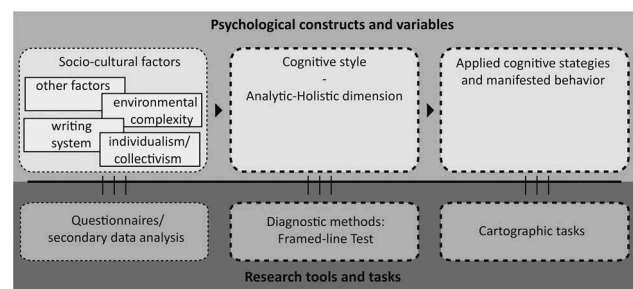 Psychological constructs and variables
Socio-cultural factors
other factors
environmental
complexity
writing
system
individualism/
collectivism
Cognitive style
-
Analytic-Holistic dimension
Applied cognitive stategies
and manifested behavior
Questionnaires/
secondary data analysis
Diagnostic methods:
Framed-line Test
Cartographic tasks
Research tools and tasks